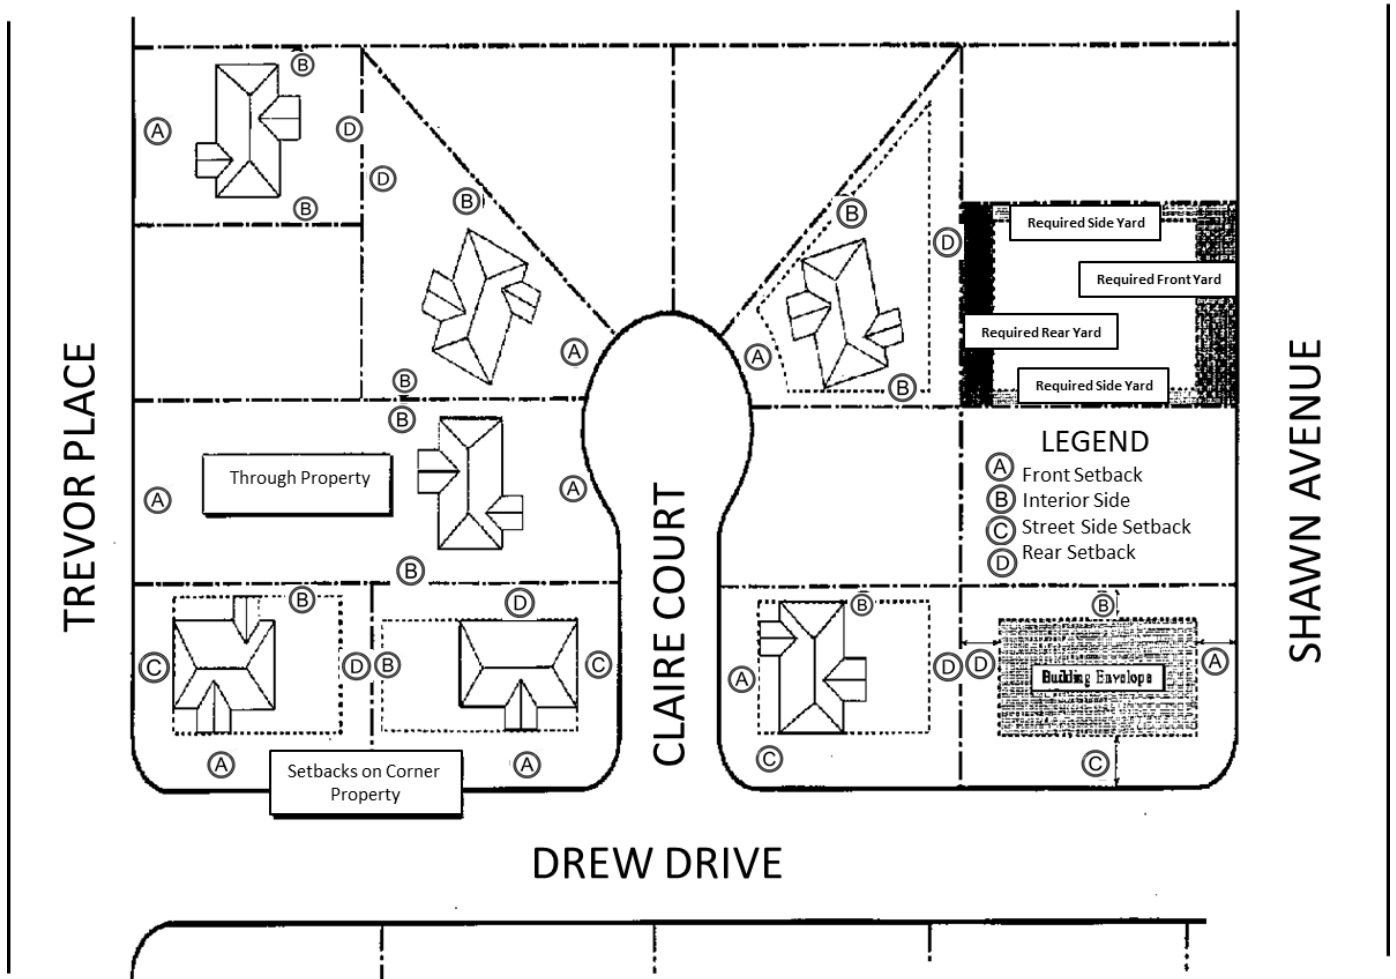 B
A
D
B
D
B
B
D
Required Side Yard
Required Front Yard
Required Rear Yard
Required Side Yard
A
A
B
B
B
TREVOR PLACE
Through Property
A
A
B
CLAIRE COURT
LEGEND
A Front Setback
B Interior Side
C Street Side Setback
D Rear Setback
SHAWN AVENUE
B
D
B
B
C
D
B
C
A
D
D
Building Envelope
A
A
A
C
C
Setbacks on Corner
Property
DREW DRIVE